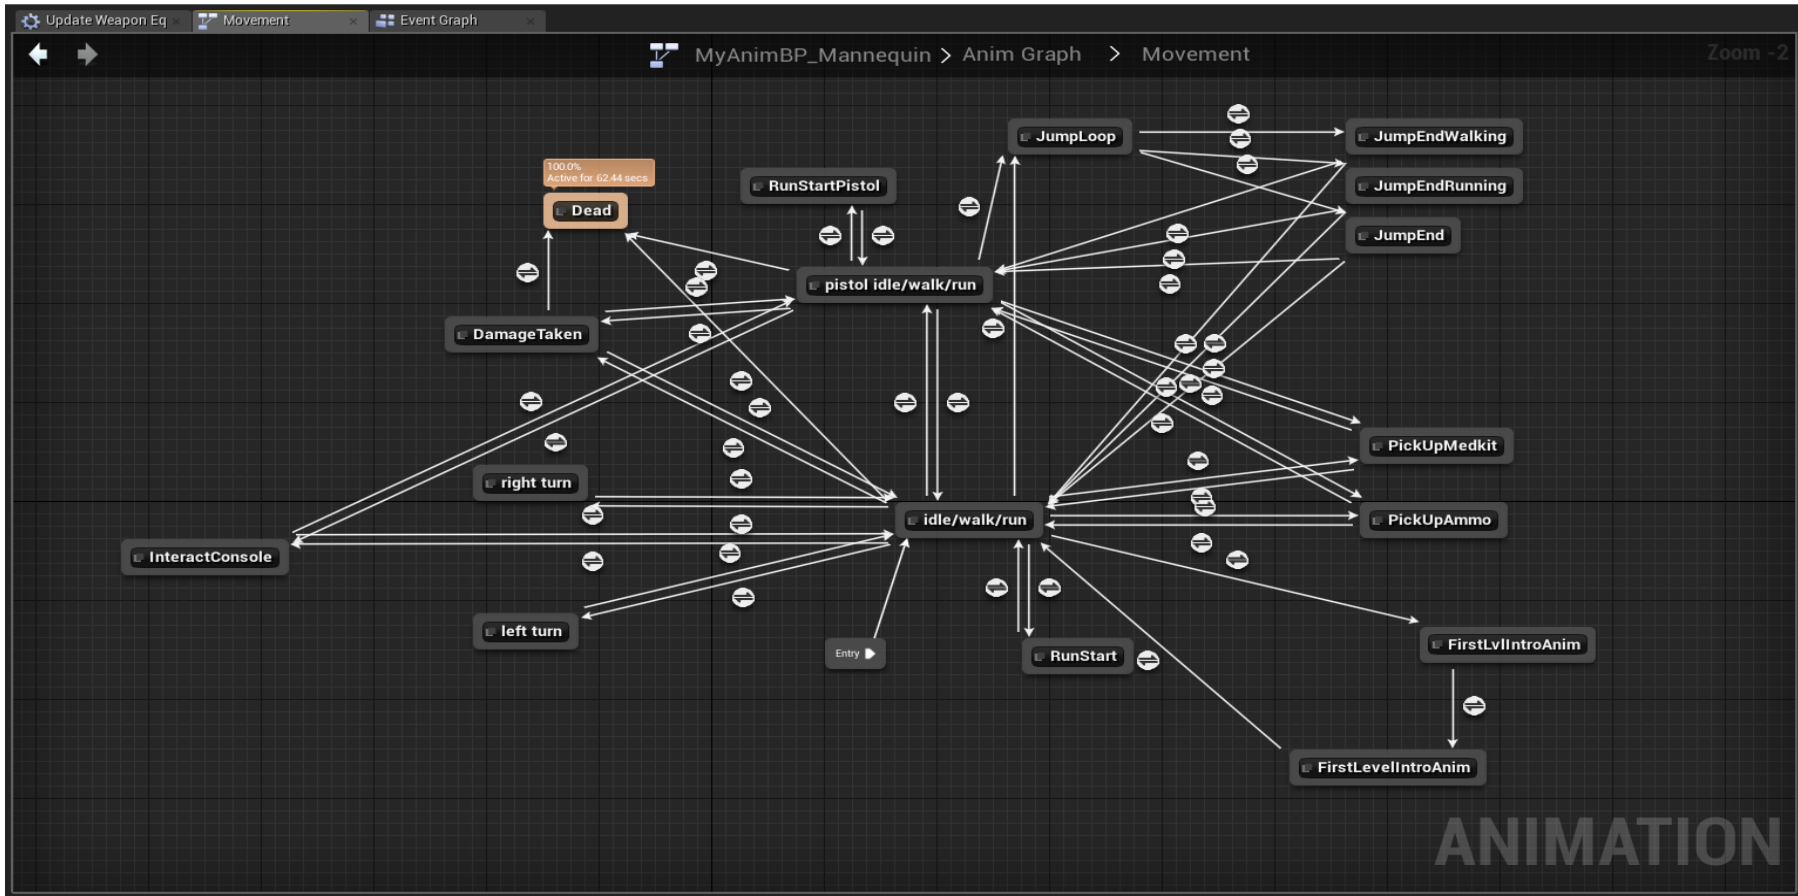 Update Weapon Eq
Movement
Event Graph
MyAnimBP_Mannequin > Anim Graph > Movement
Zoom -2
JumpLoop
JumpEndWalking
100.0%
Active for 62.44 secs
RunStartPistol
JumpEndRunning
Dead
JumpEnd
pistol idle/walk/run
DamageTaken
PickUpMedkit
right turn
idle/walk/run
PickUpAmmo
InteractConsole
left turn
Entry
RunStart
FirstLvlIntroAnim
FirstLevelIntroAnim
ANIMATION